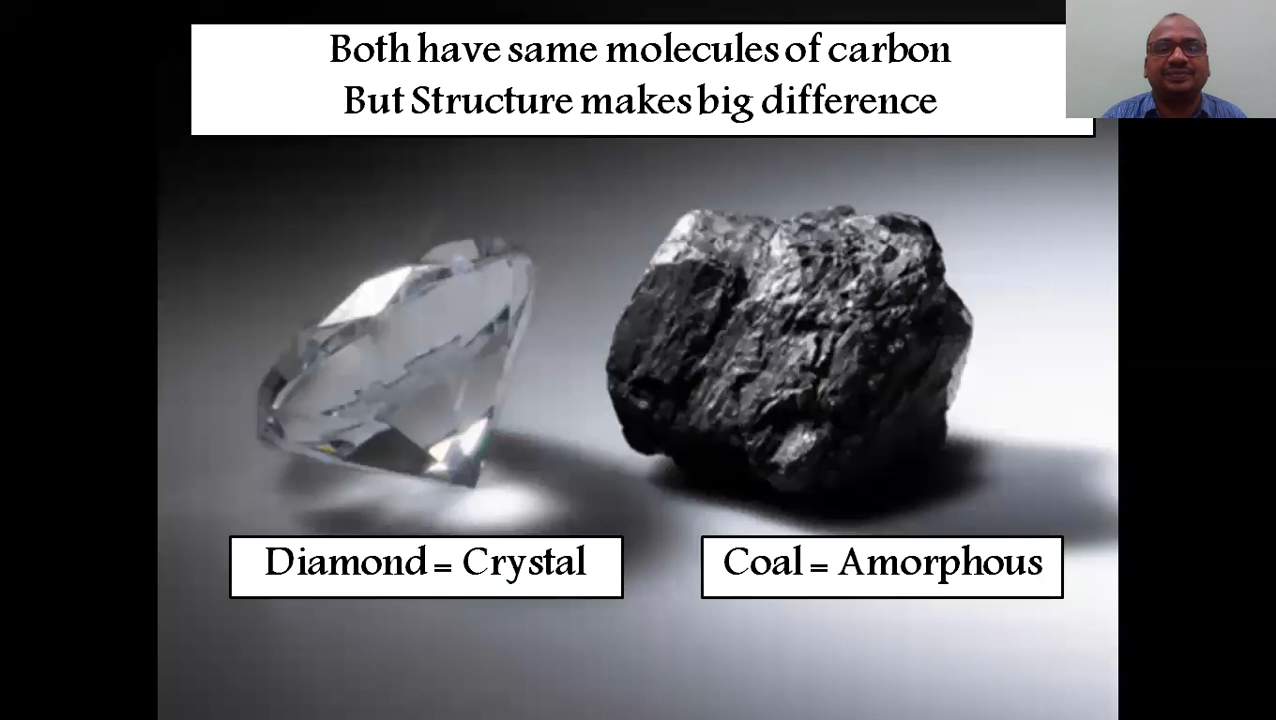 Both have same molecules of carbon
But Structure makes big difference
Diamond = Crystal
Coal = Amorphous